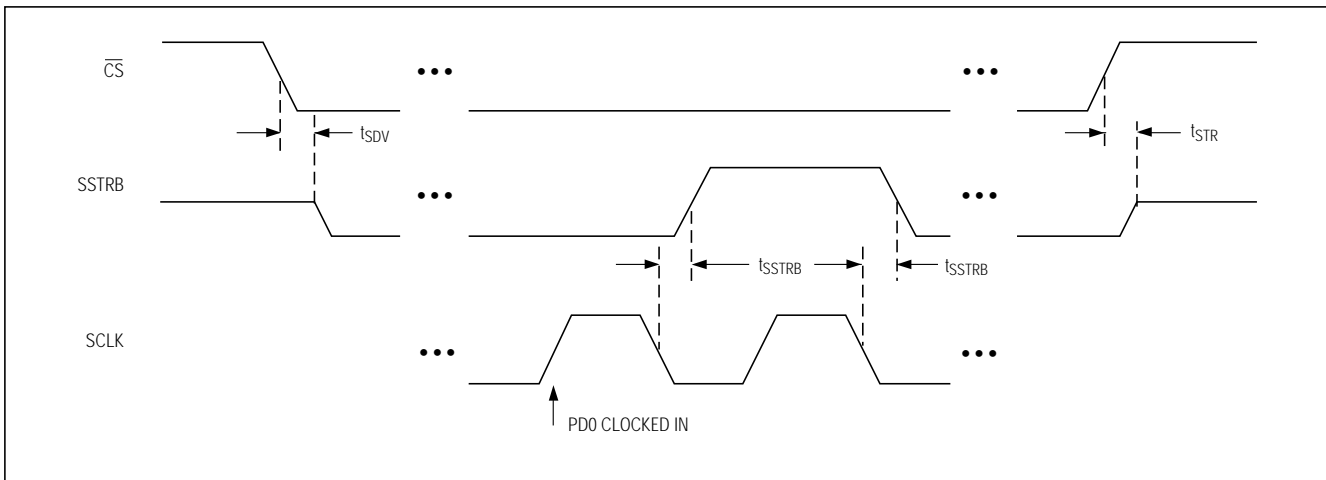 CS
tSDV
tSTR
SSTRB
tSSTRB
tSSTRB
SCLK
PD0 CLOCKED IN